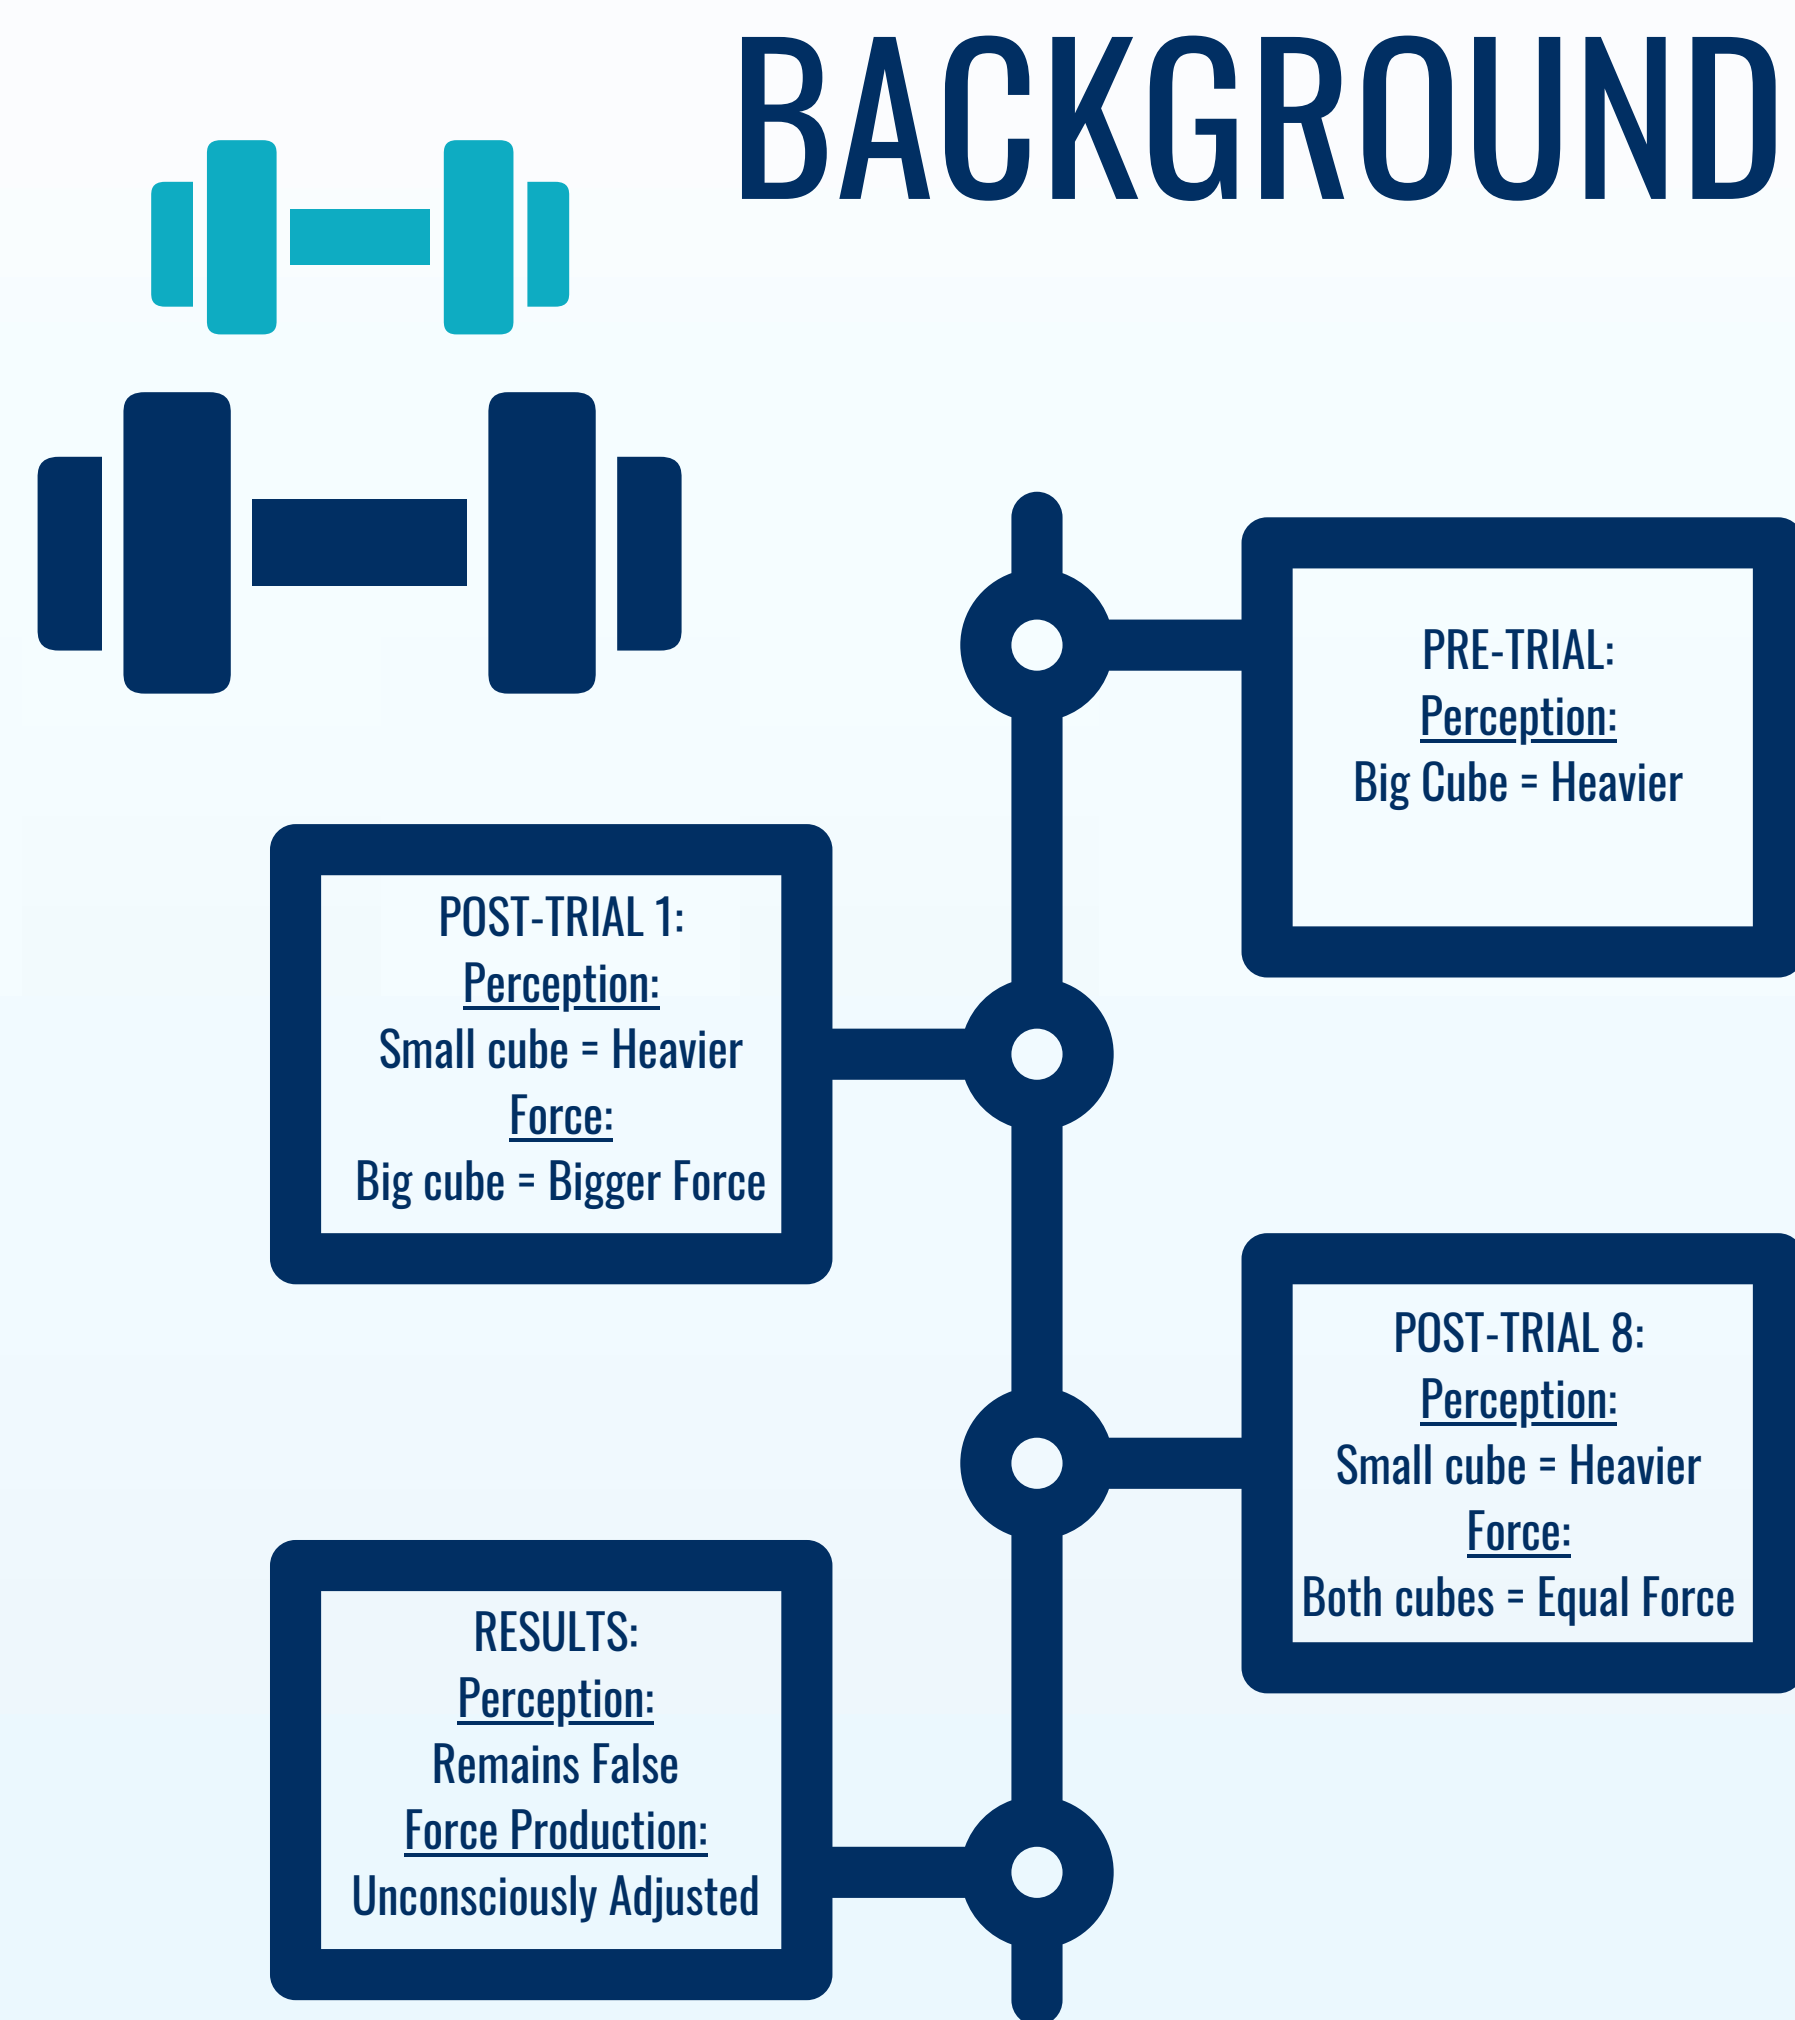 BACKGROUND
PRE-TRIAL:
Perception:
Big Cube = Heavier
POST-TRIAL 1:
Perception:
Small cube = Heavier
Force:
Big cube = Bigger Force
POST-TRIAL 8:
Perception:
Small cube = Heavier
Force:
Both cubes = Equal Force
RESULTS:
Perception:
Remains False
Force Production:
Unconsciously Adjusted